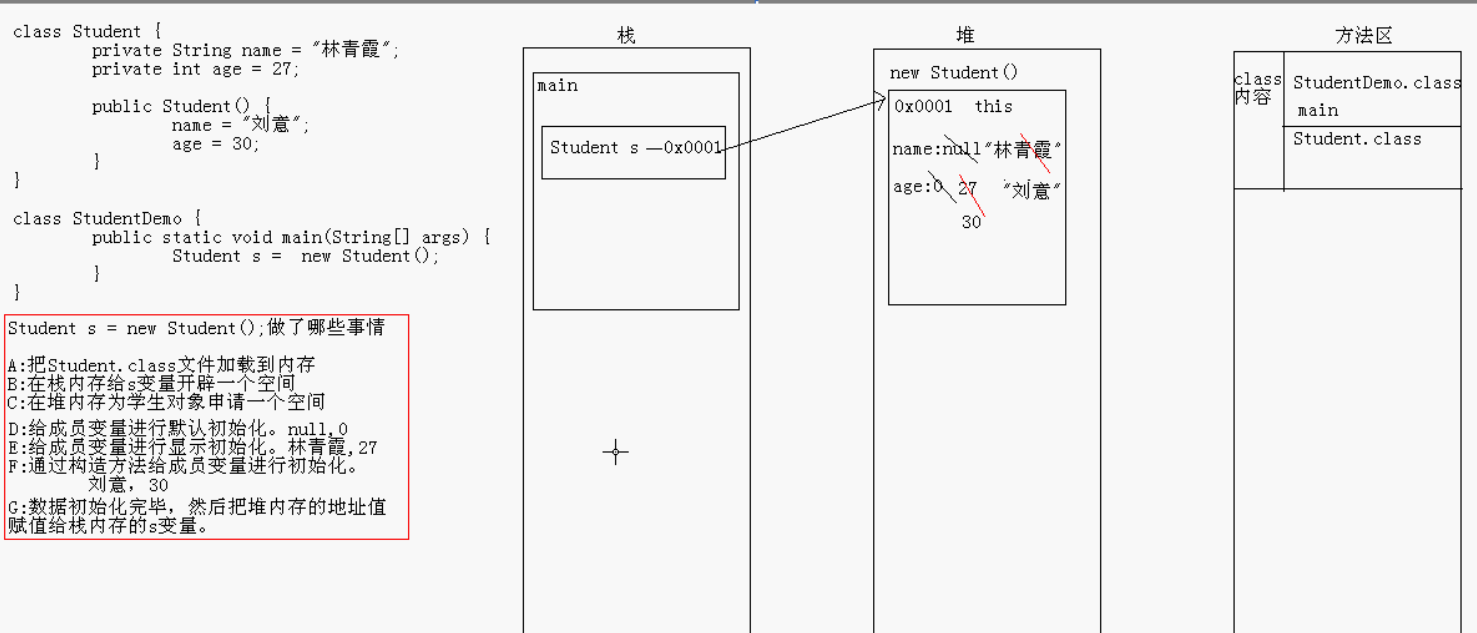 class Student {
private String name = "林青霞";
private int age = 27;
public Student() {
name = "刘意";
age = 30;
}
}
class StudentDemo {
public static void main(String[] args) {
Student s = new Student();
}
}
Student s = new Student();做了哪些事情
A:把Student.class文件加载到内存
B:在栈内存给s变量开辟一个空间
C:在堆内存为学生对象申请一个空间
D:给成员变量进行默认初始化。null,0
E:给成员变量进行显示初始化。林青霞,27
F:通过构造方法给成员变量进行初始化。
刘意, 30
G:数据初始化完毕，然后把堆内存的地址值
赋值给栈内存的s变量。
栈
main
Student s —0x0001
堆
new Student()
0x0001 this
name:null"林青霞"
age:0 27 "刘意"
30
方法区
class
内容
StudentDemo.class
main
Student.class